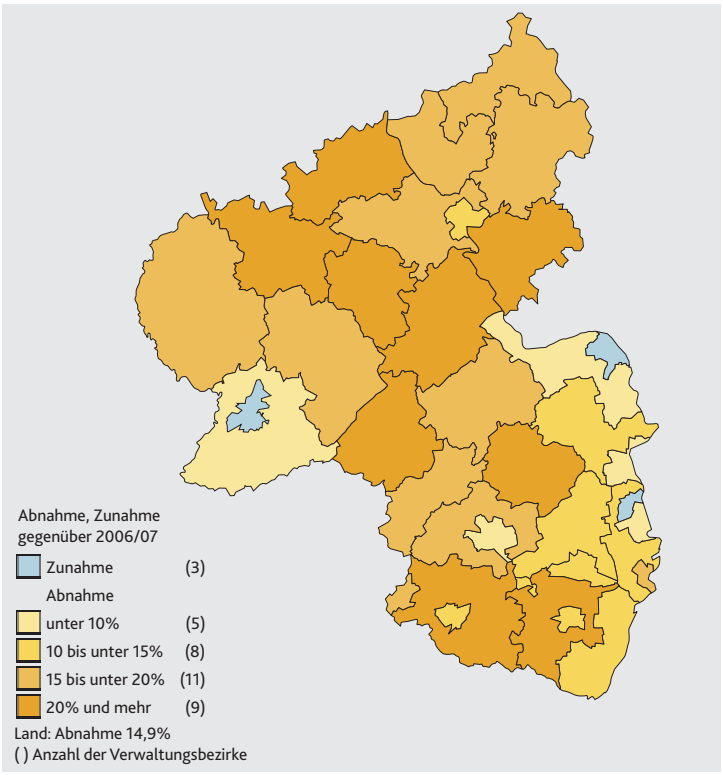 Abnahme, Zunahme
gegenüber 2006/07
Zunahme (3)
Abnahme
unter 10% (5)
10 bis unter 15% (8)
15 bis unter 20% (11)
20% und mehr (9)
Land: Abnahme 14,9%
( ) Anzahl der Verwaltungsbezirke